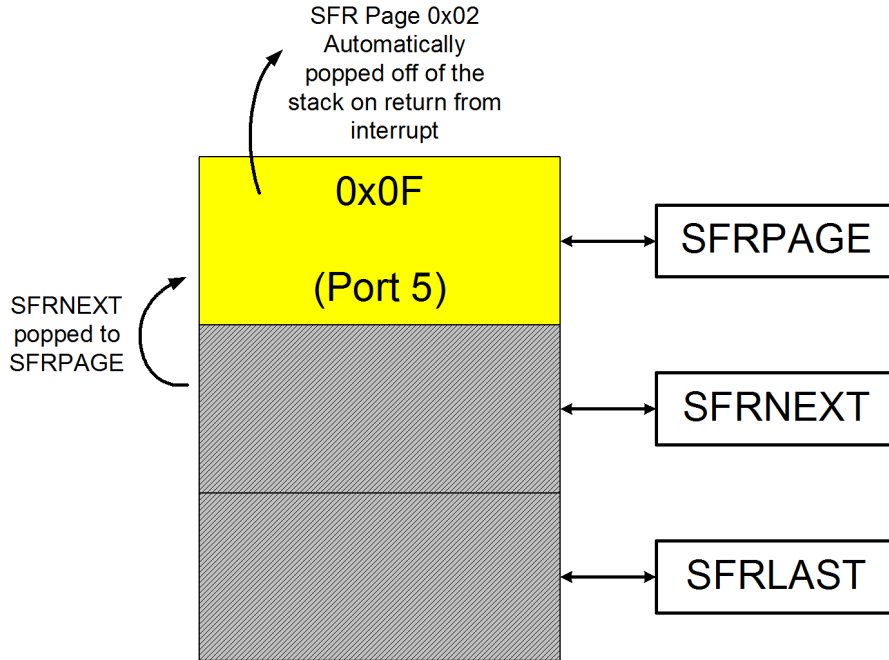 SFR Page 0x02
Automatically
popped off of the
stack on return from
interrupt
0x0F
(Port 5)
SFRPAGE
SFRNEXT
popped to
SFRPAGE
SFRNEXT
SFRLAST